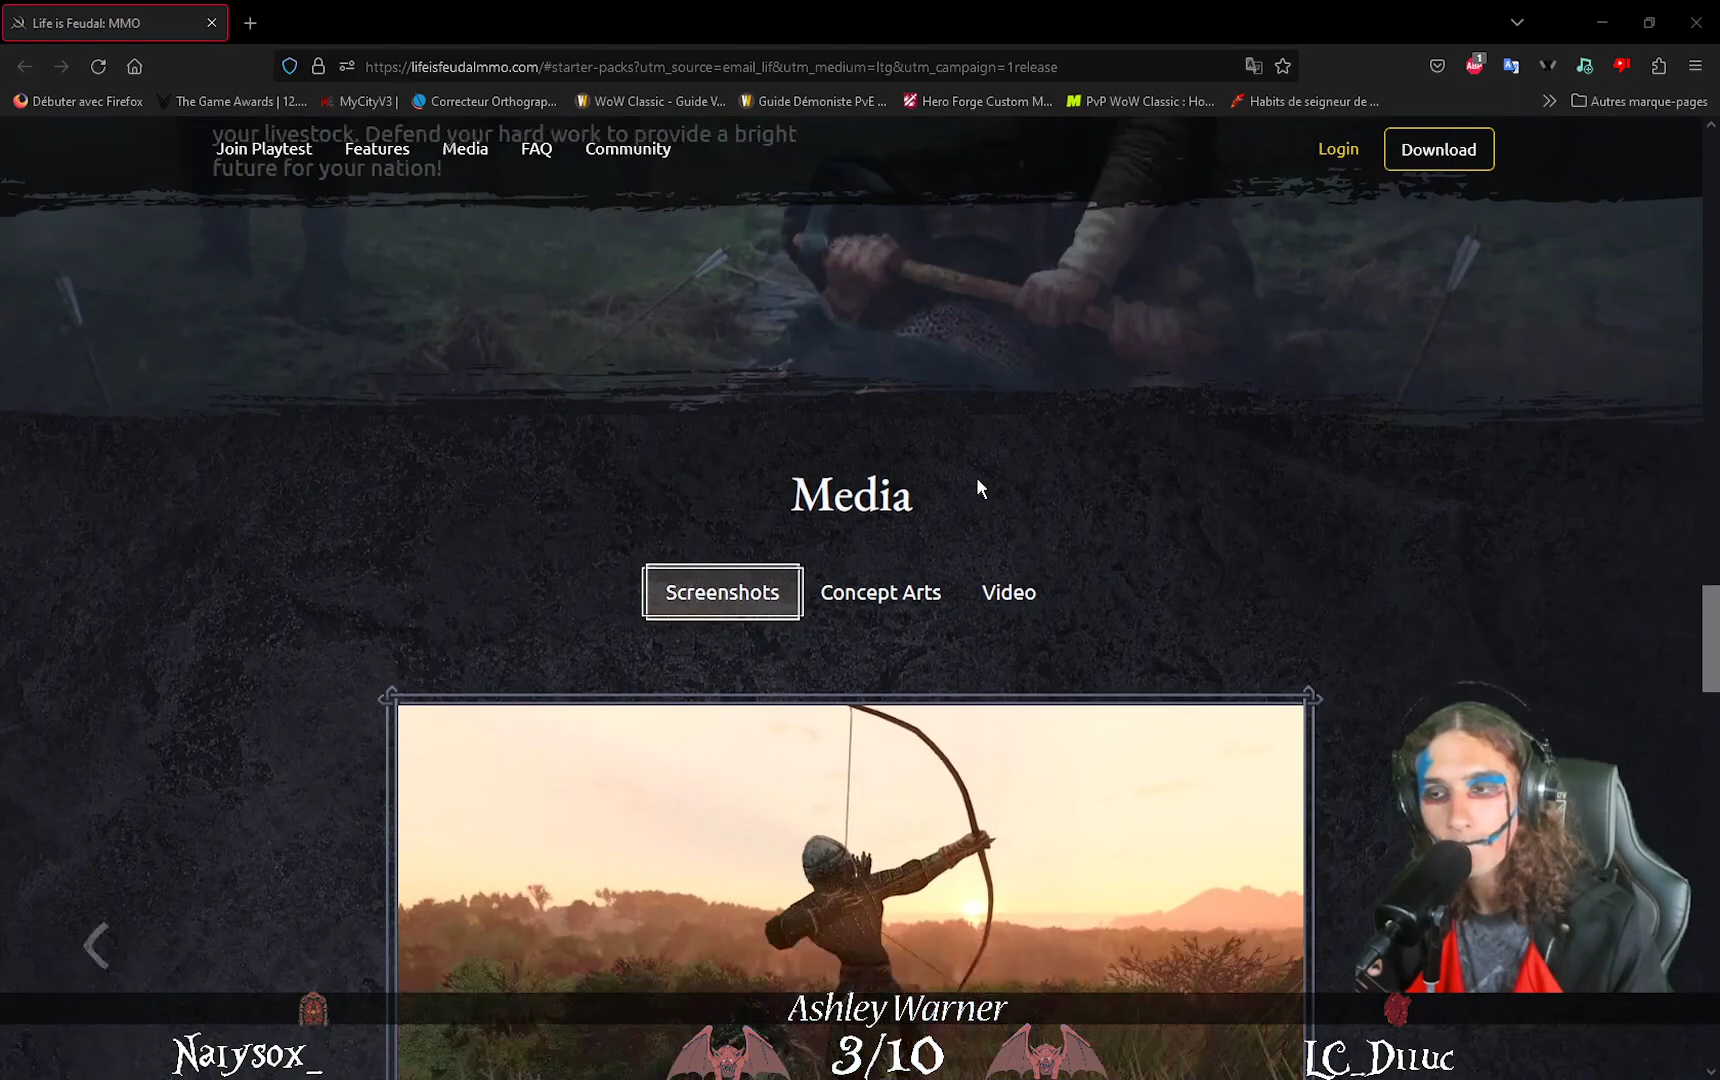 Life is Feudal: MMO
https://lifeisfeudalmmo.com/#starter-packs?utm_source=email_lif&utm_medium=ltg&utm_campaign=1release
1
Débuter avec Firefox
The Game Awards | 12....
MyCityV3 |
Correcteur Orthograp...
WoW Classic - Guide V...
Guide Démoniste PvE ...
Hero Forge Custom M...
PvP WoW Classic : Ho...
Habits de seigneur de ...
Autres marque-pages
your livestock. Defend your hard work to provide a bright
future for your nation!
Join Playtest
Features
Media
FAQ
Community
Login
Download
Media
Screenshots
Concept Arts
Video
Ashley Warner
3/10